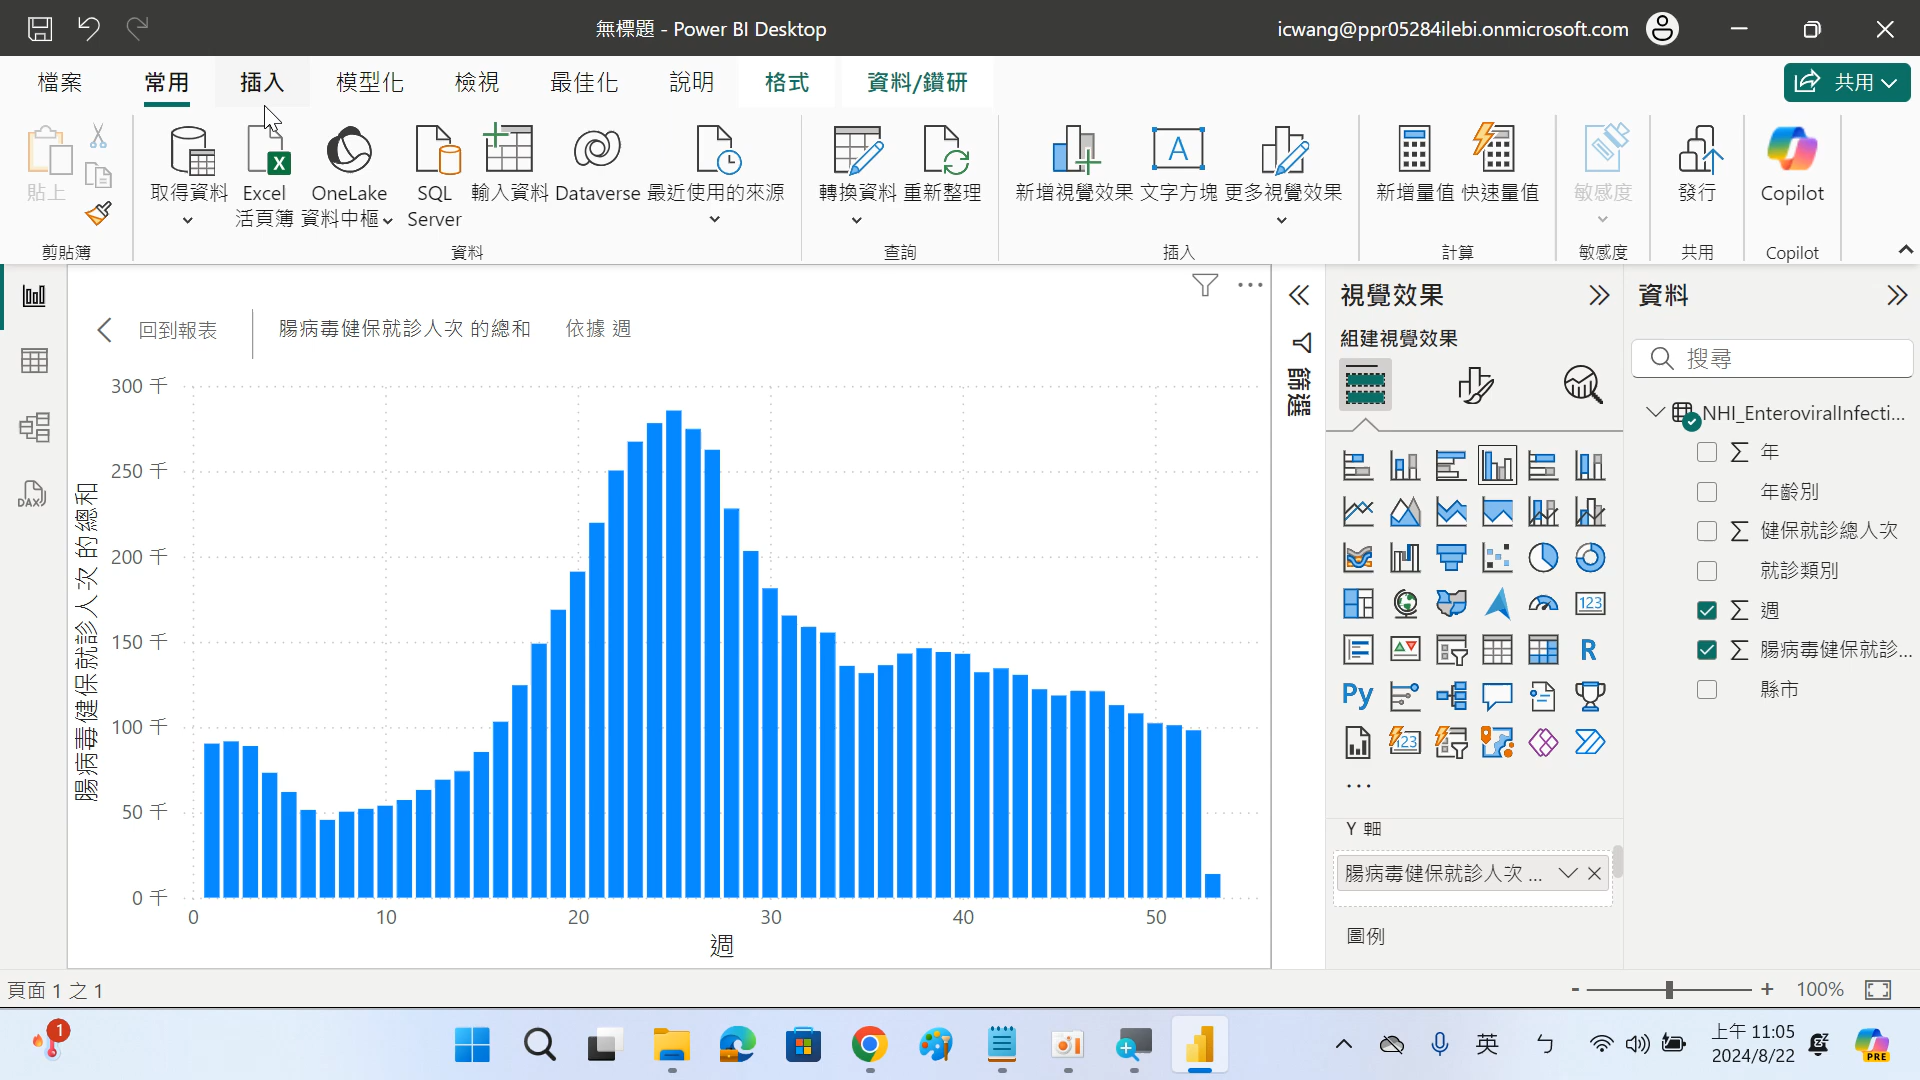 無標題 - Power BI Desktop
icwang@ppr05284ilebi.onmicrosoft.com
檔案 常用 插入 模型化 檢視 最佳化 說明 格式 資料/鑽研
共用
貼上
剪貼簿
取得資料
Excel
活頁簿
OneLake
資料中樞
SQL
Server
輸入資料
Dataverse
最近使用的來源
資料
轉換資料
重新整理
查詢
新增視覺效果
文字方塊
更多視覺效果
插入
新增量值
快速量值
計算
敏感度
敏感度
發行
共用
Copilot
Copilot
回到報表
腸病毒健保就診人次 的總和 依據 週
腸病毒健保就診人次 的總和
300 千
250 千
200 千
150 千
100 千
50 千
0 千
0 10 20 30 40 50
週
篩選
視覺效果
組建視覺效果
123
R
Py
123
Y 軸
腸病毒健保就診人次 ...
圖例
資料
搜尋
NHI_EnteroviralInfecti...
年
年齡別
健保就診總人次
就診類別
週
腸病毒健保就診...
縣市
DAX
頁面 1 之 1
- + 100%
1
英
ㄅ
上午 11:05
2024/8/22
PRE